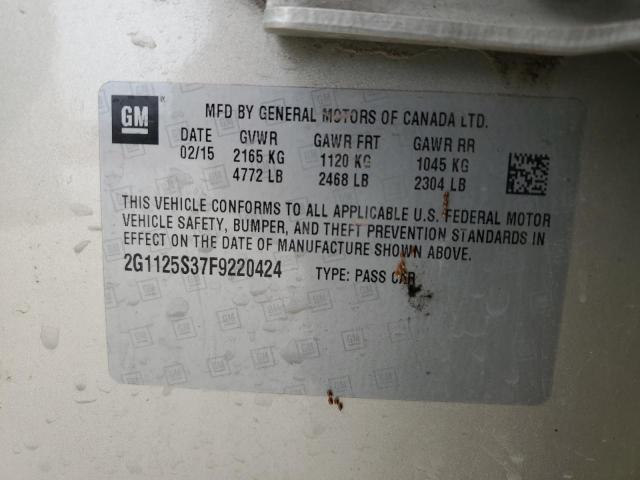 GM
MFD BY GENERAL MOTORS OF CANADA LTD.
DATE GVWR GAWR FRT GAWR RR
02/15 2165 KG 1120 KG 1045 KG
4772 LB 2468 LB 2304 LB
THIS VEHICLE CONFORMS TO ALL APPLICABLE U.S. FEDERAL MOTOR
VEHICLE SAFETY, BUMPER, AND THEFT PREVENTION STANDARDS IN
EFFECT ON THE DATE OF MANUFACTURE SHOWN ABOVE.
2G1125S37F9220424 TYPE: PASS CAR